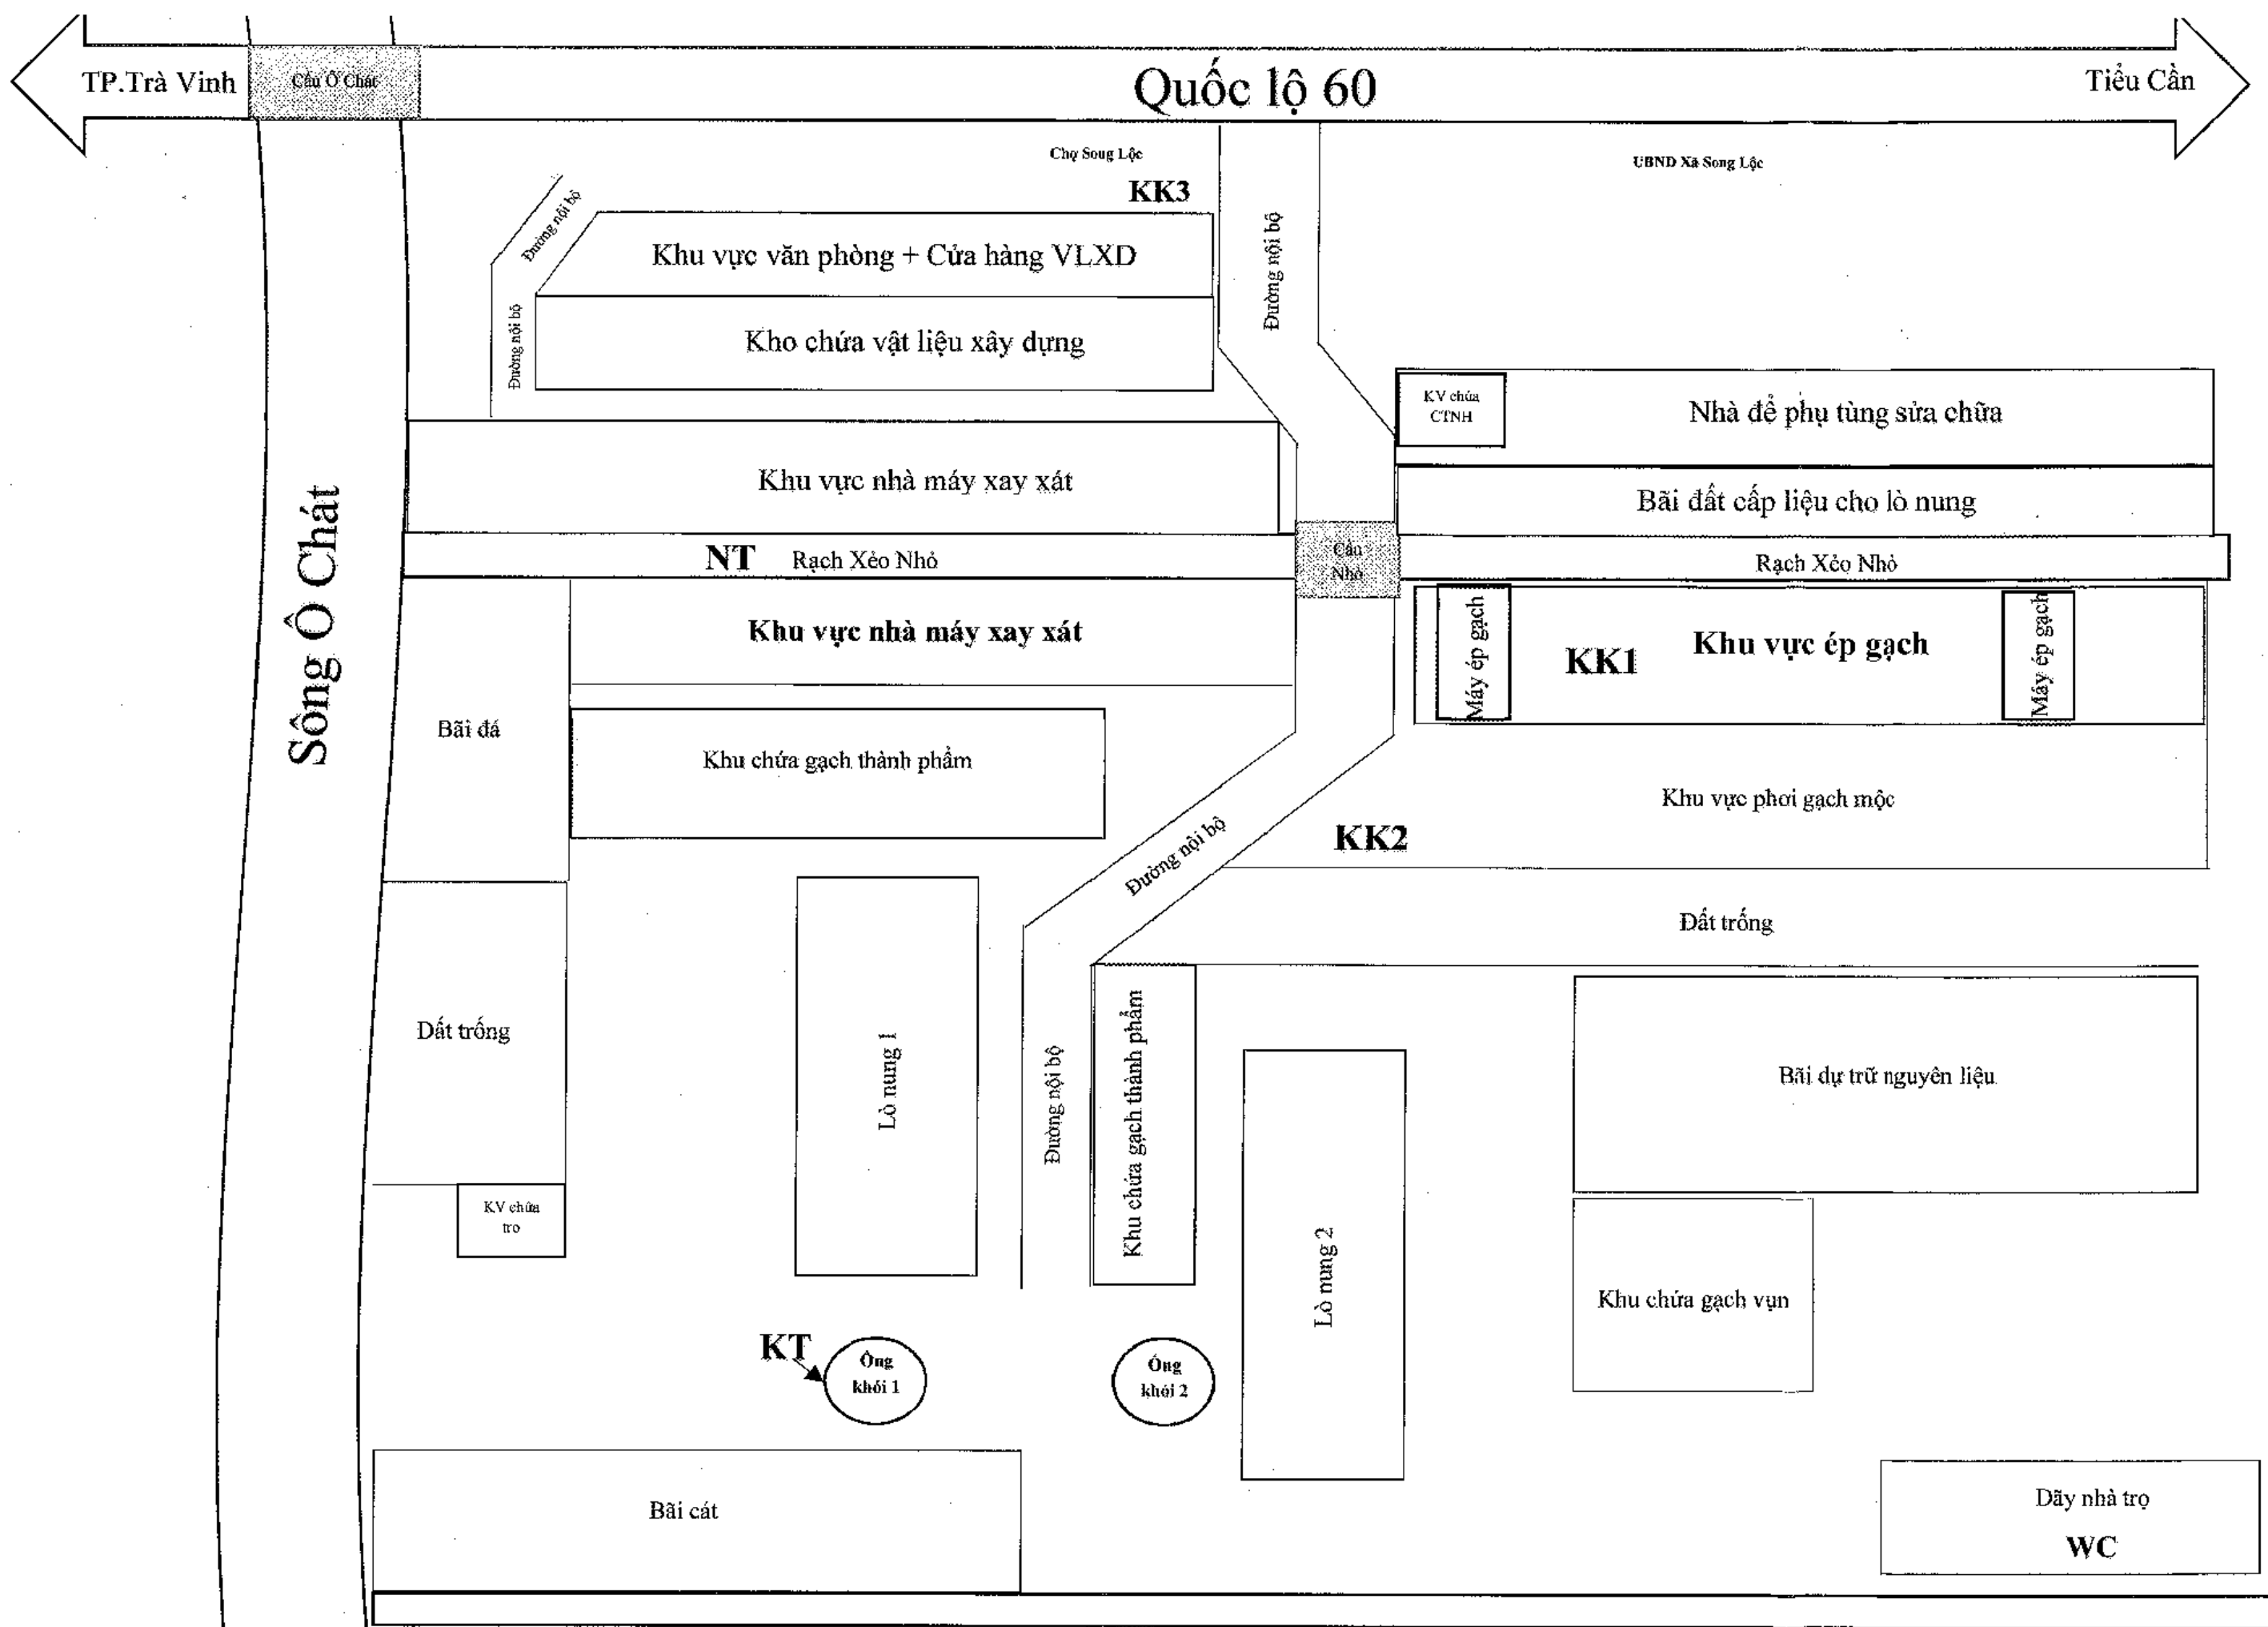 TP.Trà Vinh
Cầu Ô Chát
Quốc lộ 60
Tiểu Cần
Chợ Song Lộc
UBND Xã Song Lộc
KK3
Đường nội bộ
Đường nội bộ
Đường nội bộ
Khu vực văn phòng + Cửa hàng VLXD
Kho chứa vật liệu xây dựng
KV chứa
CTNH
Nhà để phụ tùng sửa chữa
Khu vực nhà máy xay xát
Bãi đất cấp liệu cho lò nung
Sông Ô Chát
NT
Rạch Xẻo Nhỏ
Cầu
Nhỏ
Rạch Xẻo Nhỏ
Khu vực nhà máy xay xát
Máy ép gạch
KK1
Khu vực ép gạch
Máy ép gạch
Bãi đá
Khu chứa gạch thành phẩm
Khu vực phơi gạch mộc
KK2
Đường nội bộ
Đất trống
Đất trống
Lò nung 1
Đường nội bộ
Khu chứa gạch thành phẩm
Bãi dự trữ nguyên liệu
KV chứa
tro
Lò nung 2
Khu chứa gạch vụn
KT
Ống
khói 1
Ống
khói 2
Bãi cát
Dãy nhà trọ
WC